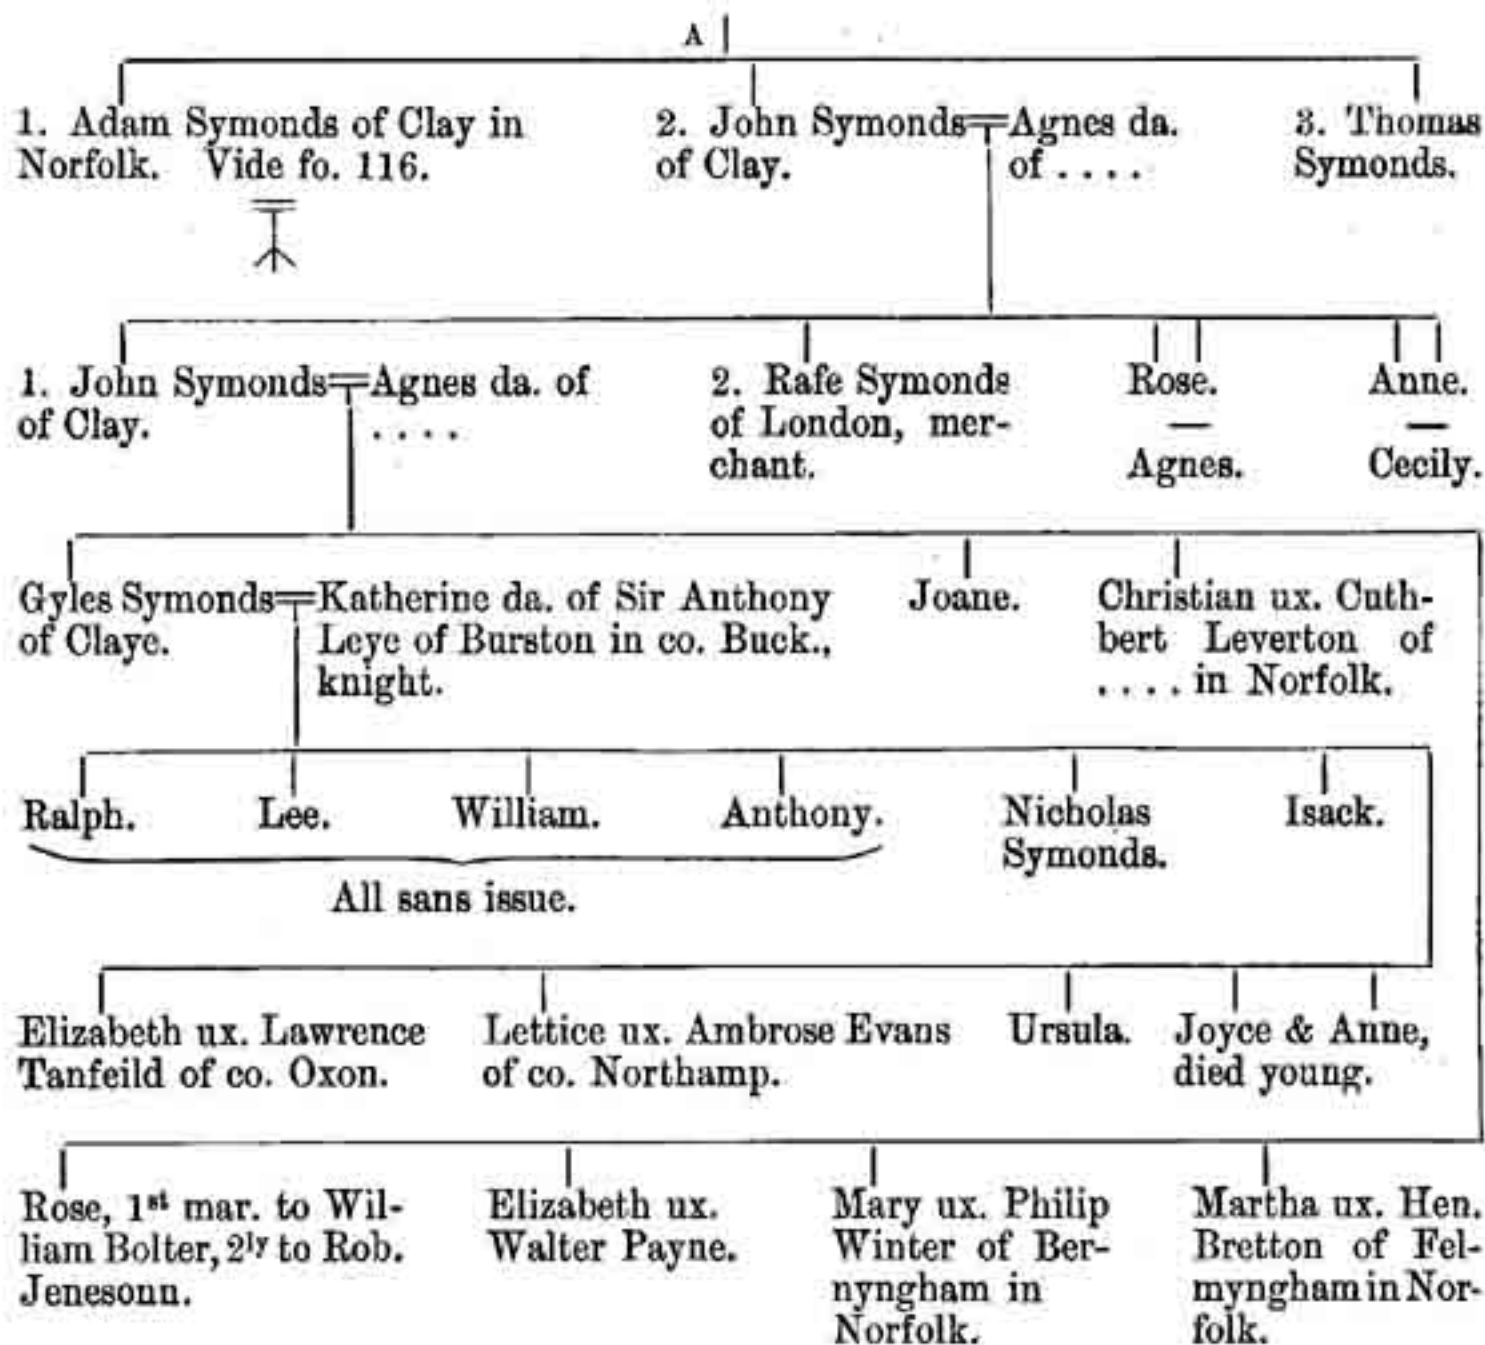 A
1. Adam Symonds of Clay in
Norfolk. Vide fo. 116.
2. John Symonds
of Clay.
Agnes da.
of . . . .
3. Thomas
Symonds.
1. John Symonds
of Clay.
Agnes da. of
. . . .
2. Rafe Symonds
of London, mer-
chant.
Rose.
—
Agnes.
Anne.
—
Cecily.
Gyles Symonds
of Claye.
Katherine da. of Sir Anthony
Leye of Burston in co. Buck.,
knight.
Joane.
Christian ux. Cuth-
bert Leverton of
. . . . in Norfolk.
Ralph.
Lee.
William.
Anthony.
Nicholas
Symonds.
Isack.
All sans issue.
Elizabeth ux. Lawrence
Tanfeild of co. Oxon.
Lettice ux. Ambrose Evans
of co. Northamp.
Ursula.
Joyce & Anne,
died young.
Rose, 1st mar. to Wil-
liam Bolter, 2ly to Rob.
Jenesonn.
Elizabeth ux.
Walter Payne.
Mary ux. Philip
Winter of Ber-
nyngham in
Norfolk.
Martha ux. Hen.
Bretton of Fel-
myngham in Nor-
folk.